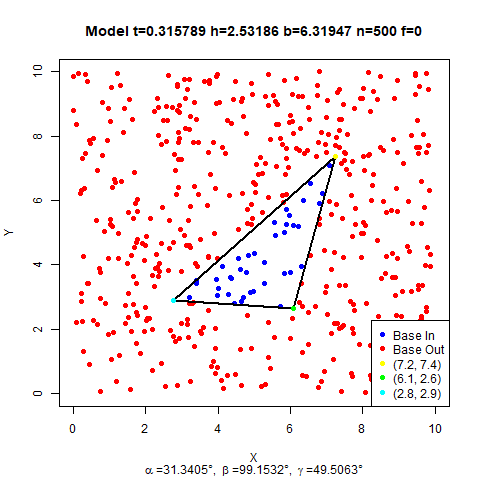 Model t=0.315789 h=2.53186 b=6.31947 n=500 f=0
10
8
6
4
2
0
Y
Base In
Base Out
(7.2, 7.4)
(6.1, 2.6)
(2.8, 2.9)
0 2 4 6 8 10
X
α=31.3405°, β=99.1532°, γ=49.5063°